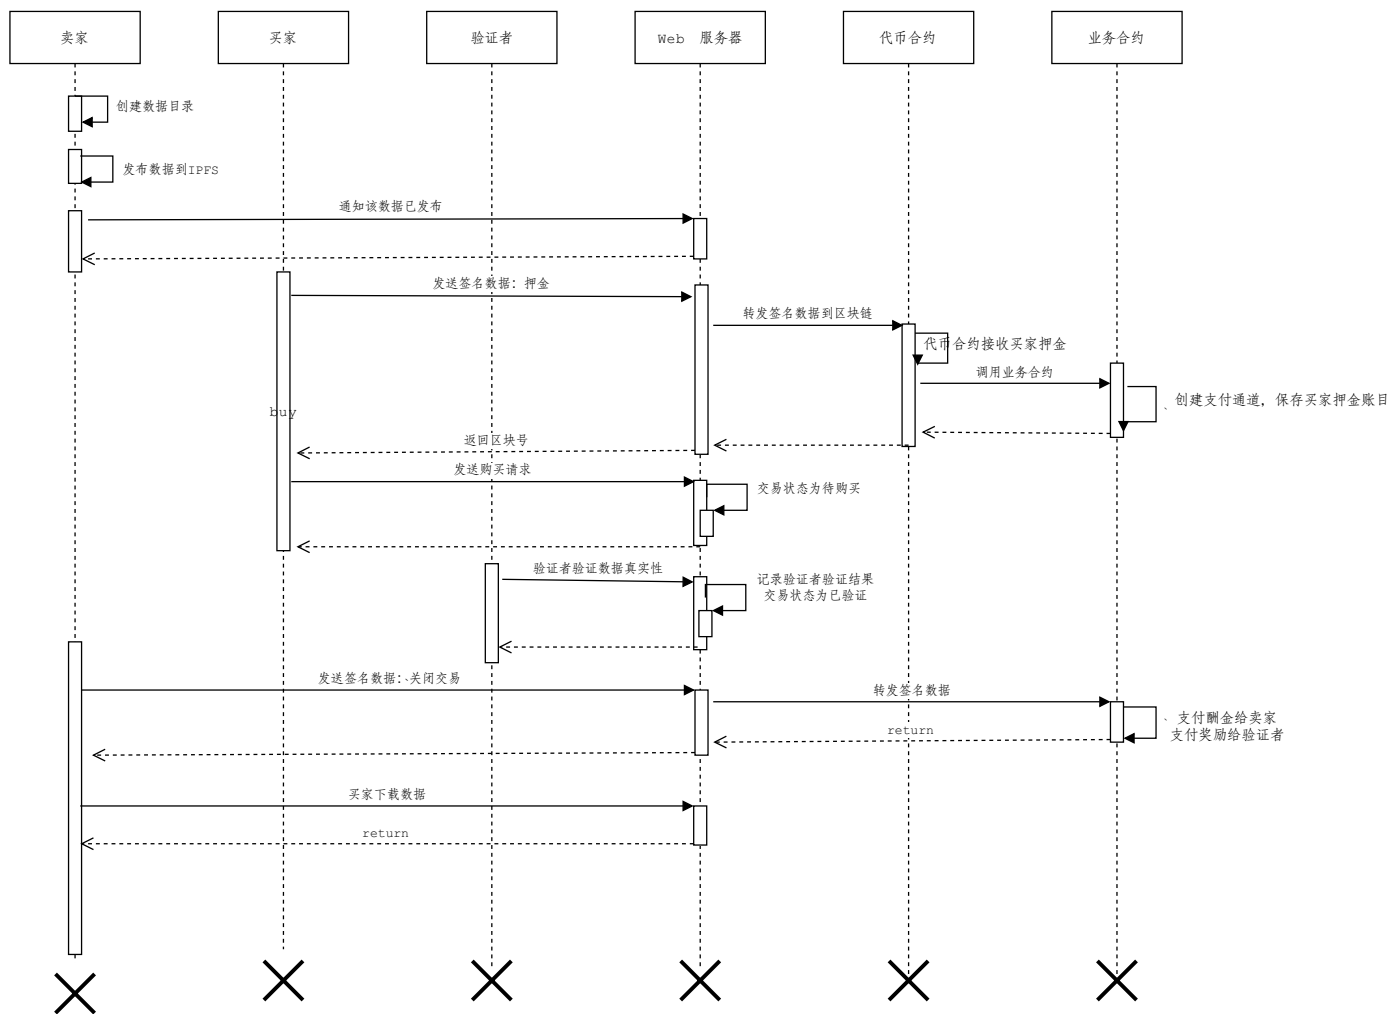 卖家
买家
验证者
Web 服务器
代币合约
业务合约
创建数据目录
发布数据到IPFS
通知该数据已发布
发送签名数据：押金
转发签名数据到区块链
代币合约接收买家押金
调用业务合约
、创建支付通道，保存买家押金账目
buy
返回区块号
发送购买请求
交易状态为待购买
验证者验证数据真实性
记录验证者验证结果
交易状态为已验证
发送签名数据：、关闭交易
转发签名数据
、支付酬金给卖家
支付奖励给验证者
return
买家下载数据
return